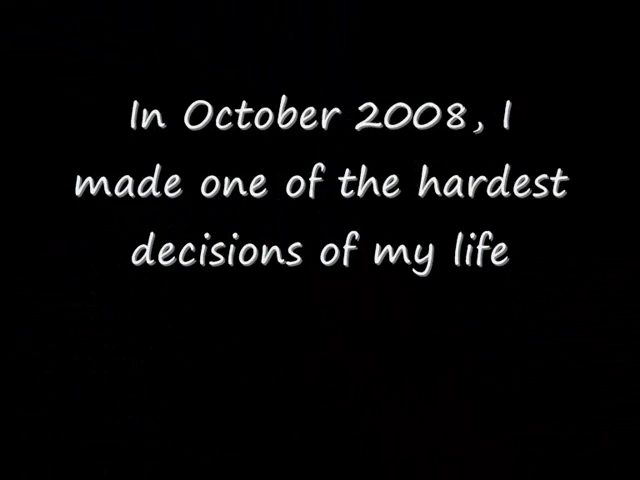 In October 2008, I
made one of the hardest
decisions of my life